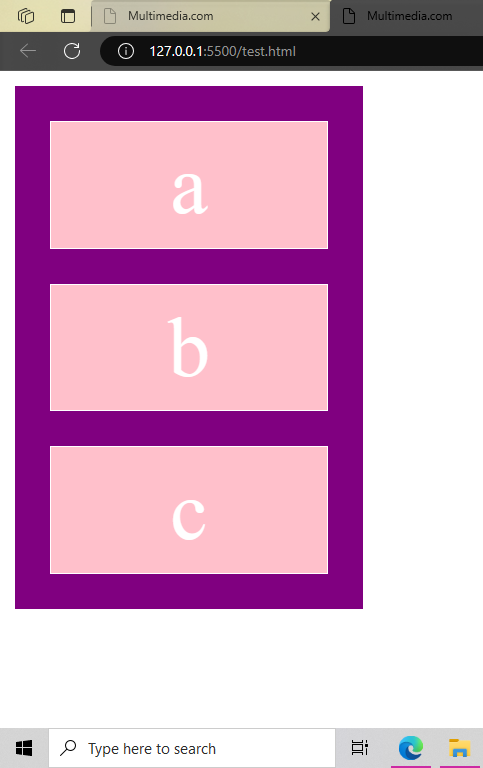 Multimedia.com
Multimedia.com
127.0.0.1:5500/test.html
a
b
c
Type here to search